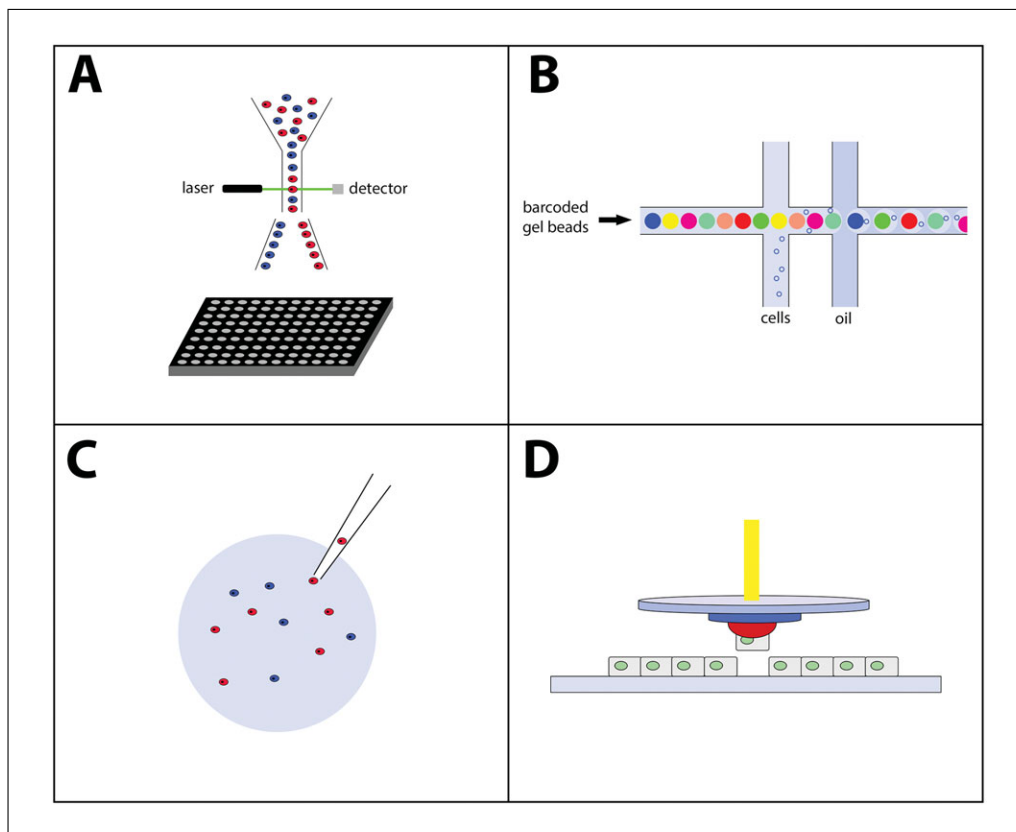 A
laser
detector
B
barcoded
gel beads
cells
oil
C
D